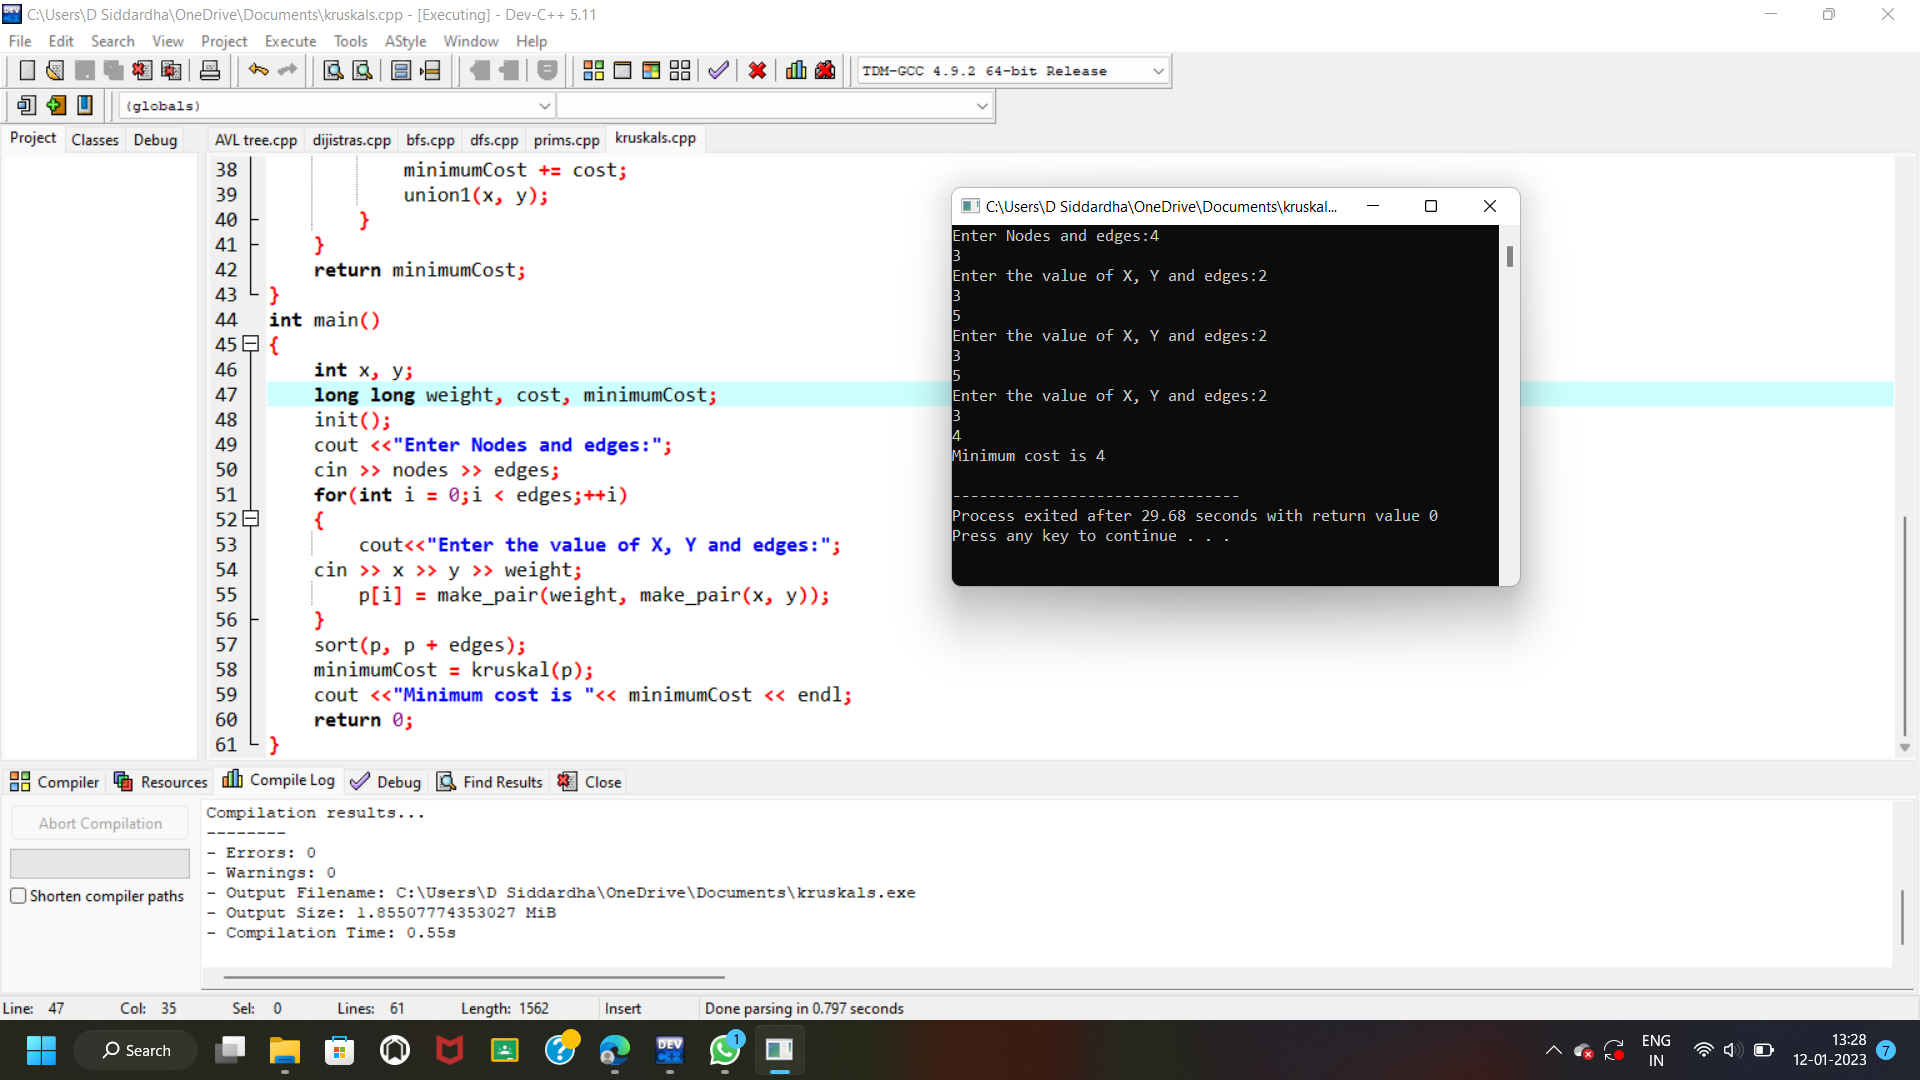 C:\Users\D Siddardha\OneDrive\Documents\kruskals.cpp - [Executing] - Dev-C++ 5.11
File Edit Search View Project Execute Tools AStyle Window Help
TDM-GCC 4.9.2 64-bit Release
(globals)
Project Classes Debug
AVL tree.cpp dijistras.cpp bfs.cpp dfs.cpp prims.cpp kruskals.cpp
38 minimumCost += cost;
39 union1(x, y);
40 }
41 }
42 return minimumCost;
43 }
44 int main()
45 {
46 int x, y;
47 long long weight, cost, minimumCost;
48 init();
49 cout <<"Enter Nodes and edges:";
50 cin >> nodes >> edges;
51 for(int i = 0;i < edges;++i)
52 {
53 cout<<"Enter the value of X, Y and edges:";
54 cin >> x >> y >> weight;
55 p[i] = make_pair(weight, make_pair(x, y));
56 }
57 sort(p, p + edges);
58 minimumCost = kruskal(p);
59 cout <<"Minimum cost is "<< minimumCost << endl;
60 return 0;
61 }
C:\Users\D Siddardha\OneDrive\Documents\kruskal...
Enter Nodes and edges:4
3
Enter the value of X, Y and edges:2
3
5
Enter the value of X, Y and edges:2
3
5
Enter the value of X, Y and edges:2
3
4
Minimum cost is 4
--------------------------------
Process exited after 29.68 seconds with return value 0
Press any key to continue . . .
Compiler Resources Compile Log Debug Find Results Close
Abort Compilation
Shorten compiler paths
Compilation results...
--------
- Errors: 0
- Warnings: 0
- Output Filename: C:\Users\D Siddardha\OneDrive\Documents\kruskals.exe
- Output Size: 1.85507774353027 MiB
- Compilation Time: 0.55s
Line: 47 Col: 35 Sel: 0 Lines: 61 Length: 1562 Insert Done parsing in 0.797 seconds
Search
DEV
1
ENG
IN
13:28
12-01-2023
7